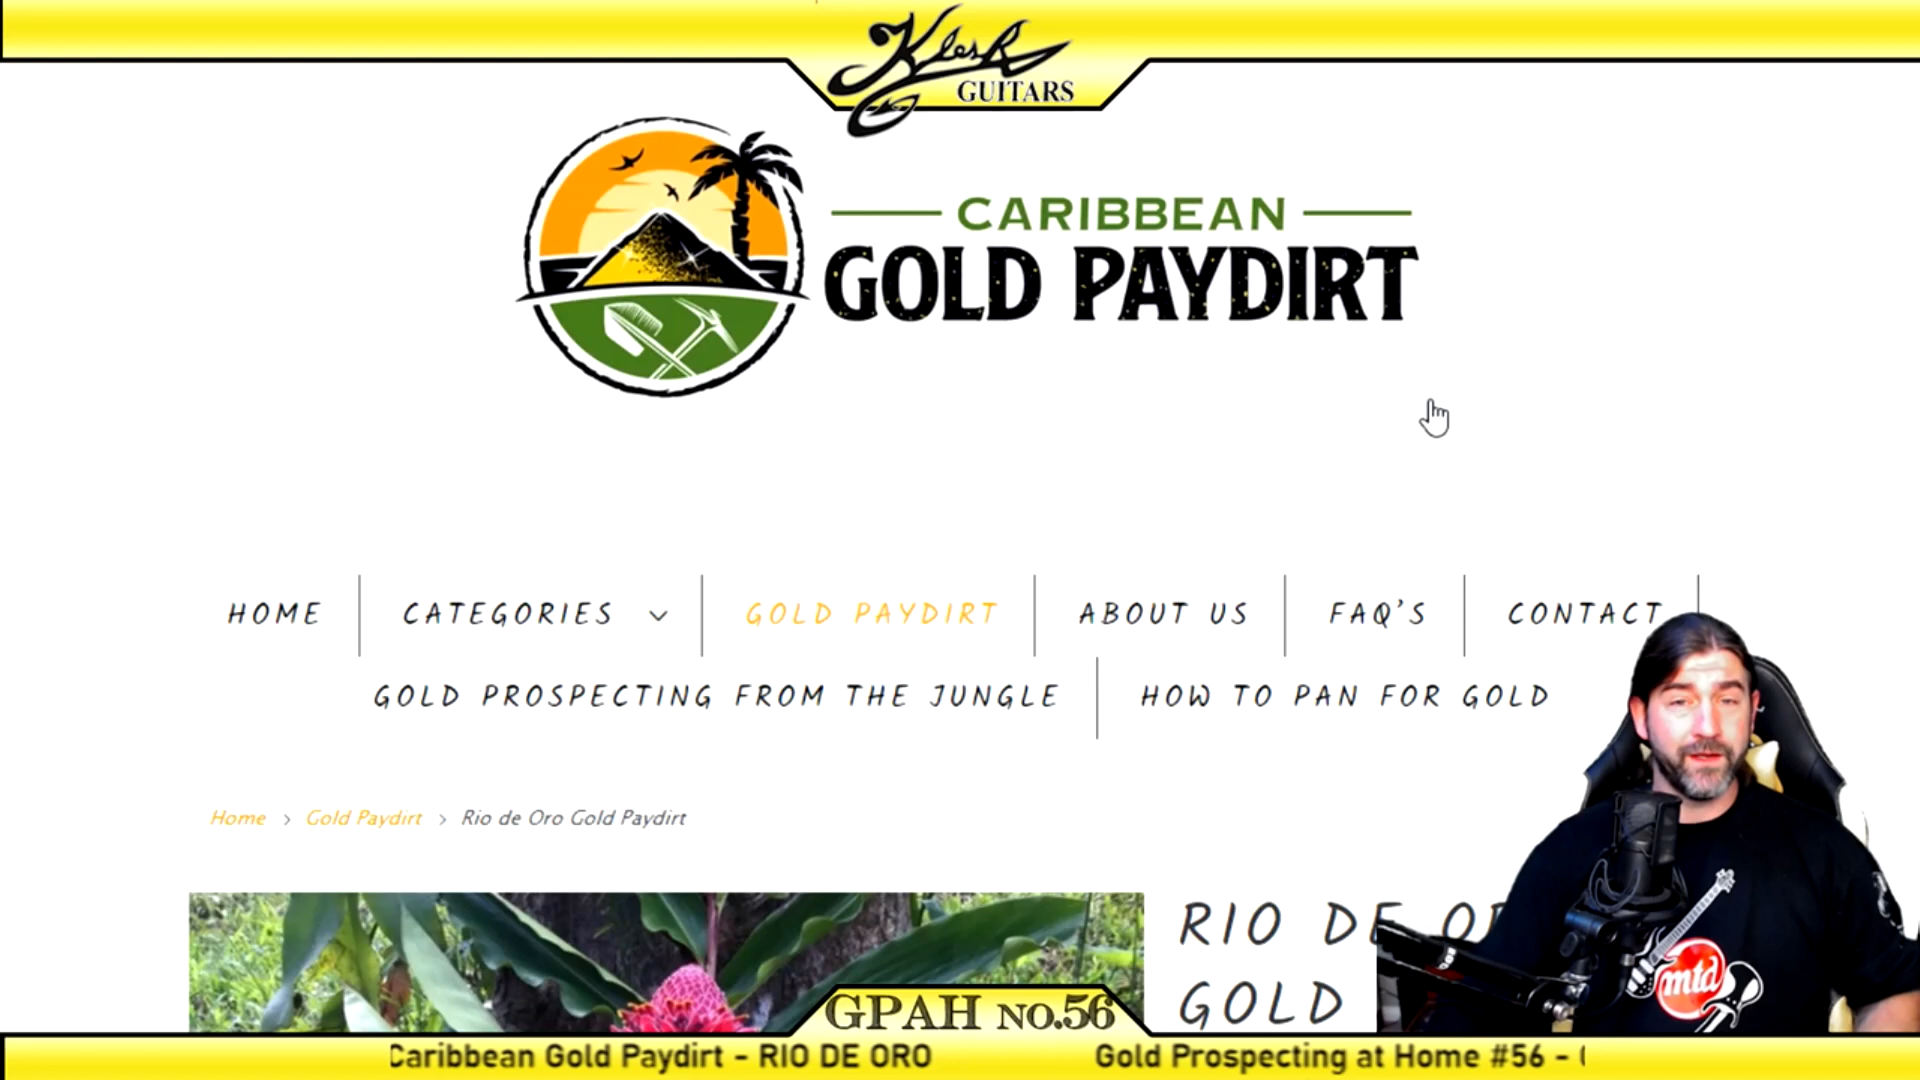 Klesk
GUITARS
CARIBBEAN
GOLD PAYDIRT
HOME
CATEGORIES
GOLD PAYDIRT
ABOUT US
FAQ'S
CONTACT
GOLD PROSPECTING FROM THE JUNGLE
HOW TO PAN FOR GOLD
Home > Gold Paydirt > Rio de Oro Gold Paydirt
RIO DE
GOLD
mtd
GPAH NO.56
Caribbean Gold Paydirt - RIO DE ORO
Gold Prospecting at Home #56 -